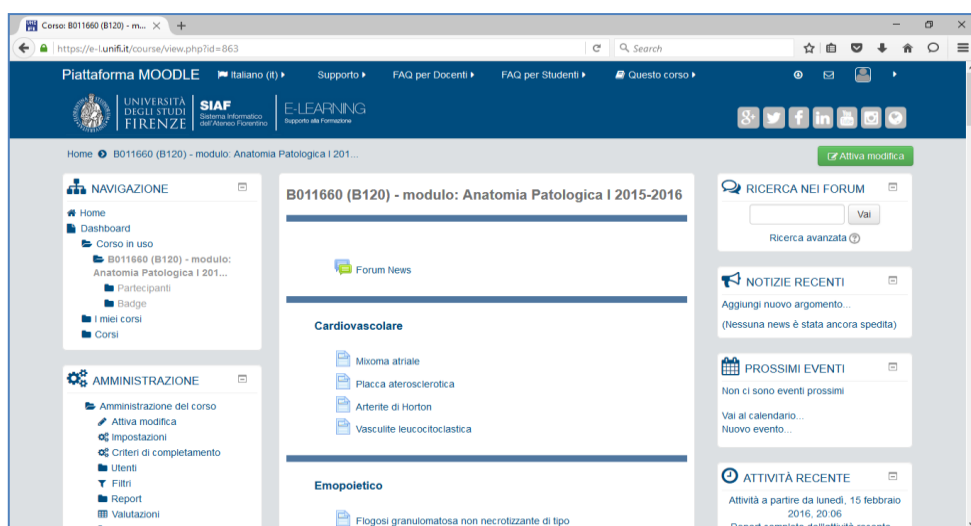 Corso: B011660 (B120) - m...
https://e-l.unifi.it/course/view.php?id=863
Search
Piattaforma MOODLE
Italiano (it)
Supporto
FAQ per Docenti
FAQ per Studenti
Questo corso
UNIVERSITÀ
DEGLI STUDI
FIRENZE
SIAF
Sistema Informatico
dell'Ateneo Fiorentino
E-LEARNING
Supporto alla Formazione
Home
B011660 (B120) - modulo: Anatomia Patologica I 201...
Attiva modifica
NAVIGAZIONE
Home
Dashboard
Corso in uso
B011660 (B120) - modulo:
Anatomia Patologica I 201...
Partecipanti
Badge
I miei corsi
Corsi
AMMINISTRAZIONE
Amministrazione del corso
Attiva modifica
Impostazioni
Criteri di completamento
Utenti
Filtri
Report
Valutazioni
B011660 (B120) - modulo: Anatomia Patologica I 2015-2016
Forum News
Cardiovascolare
Mixoma atriale
Placca aterosclerotica
Arterite di Horton
Vasculite leucocitoclastica
Emopoietico
Flogosi granulomatosa non necrotizzante di tipo
RICERCA NEI FORUM
Vai
Ricerca avanzata
NOTIZIE RECENTI
Aggiungi nuovo argomento...
(Nessuna news è stata ancora spedita)
PROSSIMI EVENTI
Non ci sono eventi prossimi
Vai al calendario...
Nuovo evento...
ATTIVITÀ RECENTE
Attività a partire da lunedì, 15 febbraio
2016, 20:06
Report completo dell'attività recente